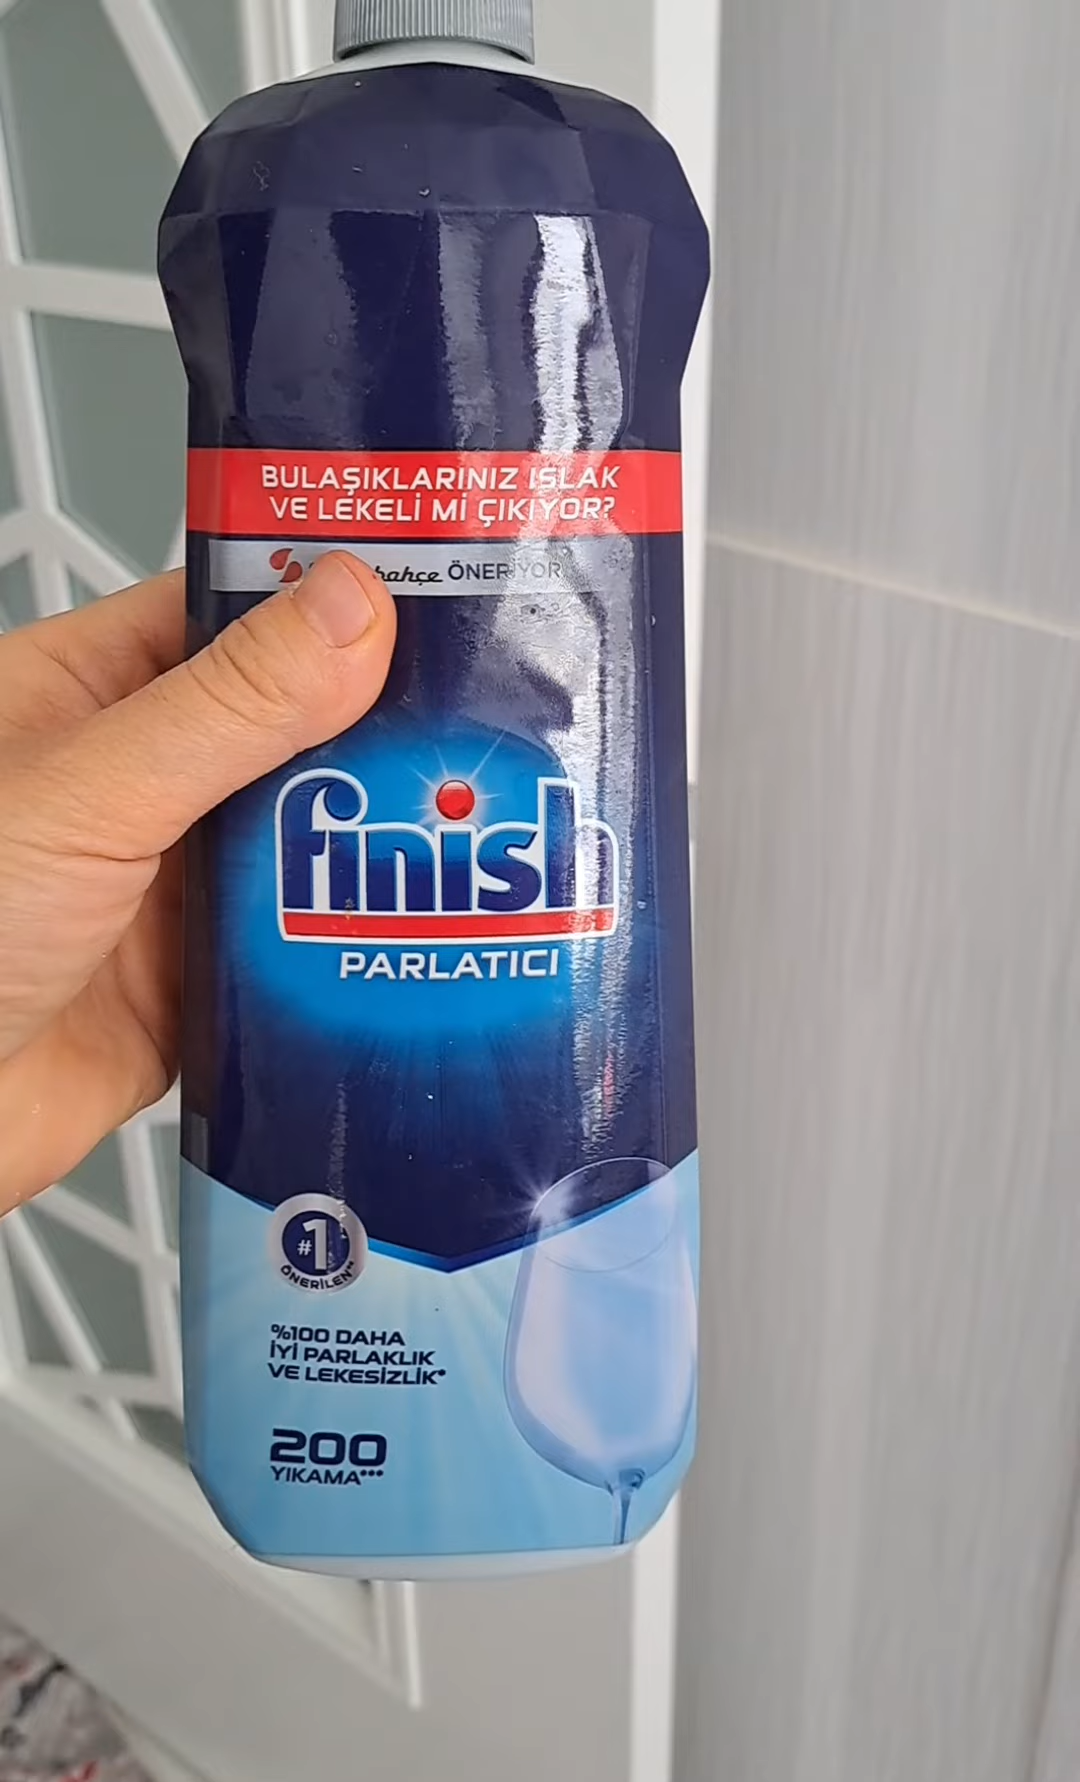 BULAŞIKLARINIZ ISLAK
VE LEKELİ Mİ ÇIKIYOR?
ÖNERİYOR
finish
PARLATICI
#1
ÖNERİLEN**
%100 DAHA
İYİ PARLAKLIK
VE LEKESİZLİK*
200
YIKAMA***